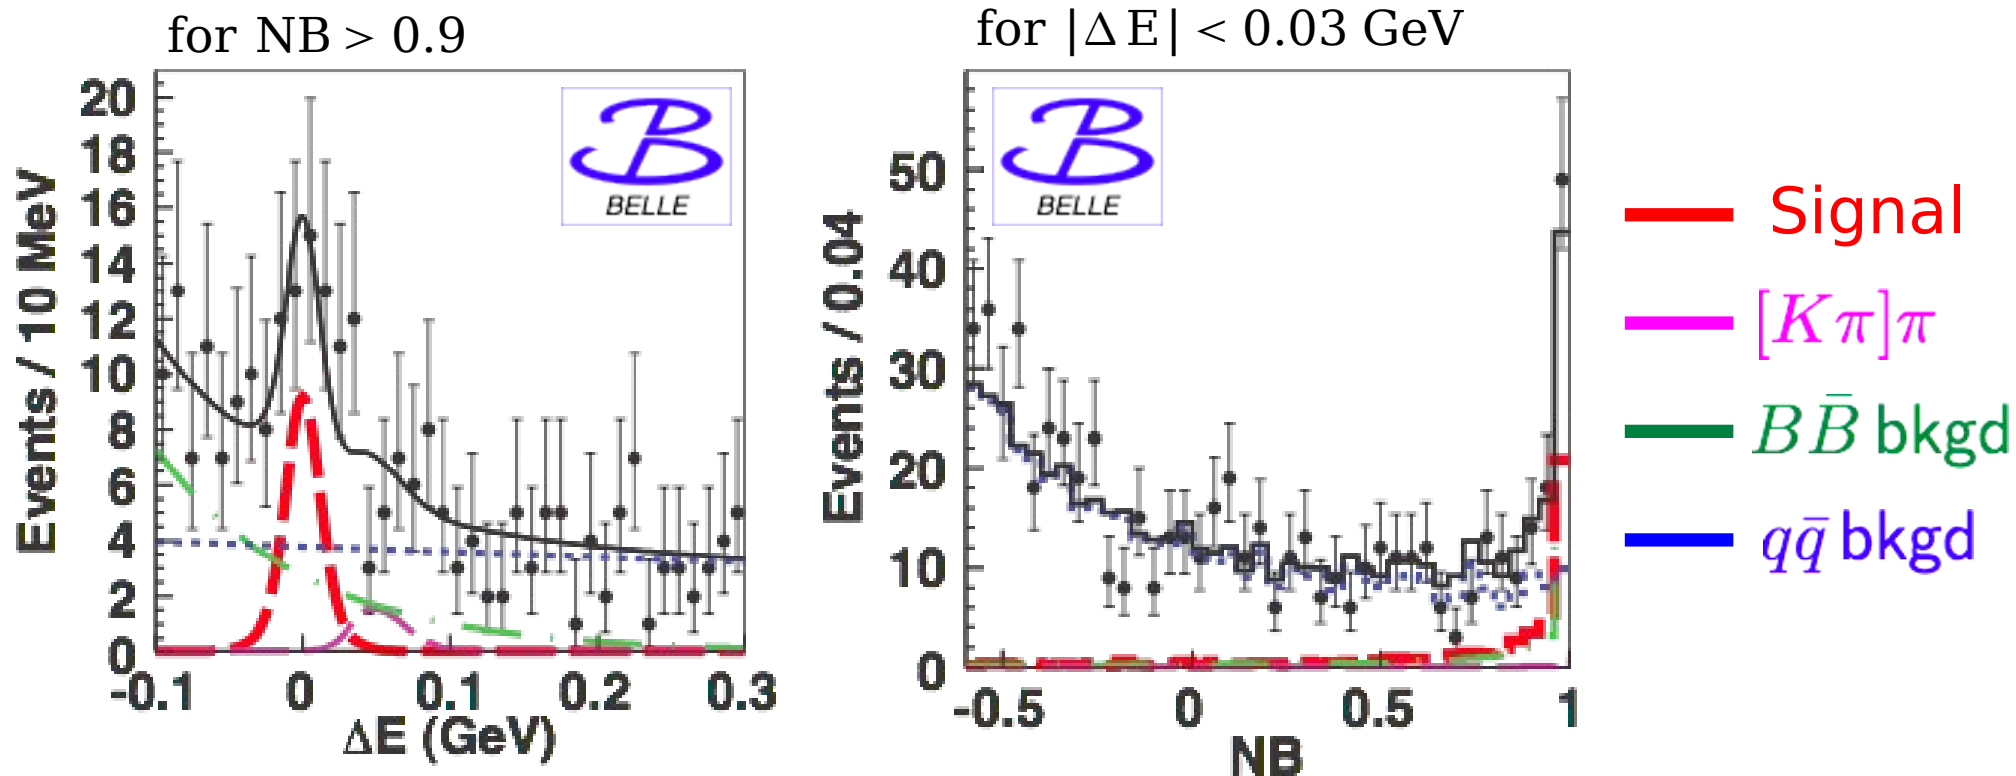 for NB > 0.9
for |Δ E| < 0.03 GeV
Events / 10 MeV
20
18
16
14
12
10
8
6
4
2
0
-0.1
0
0.1
0.2
0.3
ΔE (GeV)
B
BELLE
Events / 0.04
50
40
30
20
10
0
-0.5
0
0.5
1
NB
B
BELLE
Signal
[Kπ]π
BB̄ bkgd
qq̄ bkgd